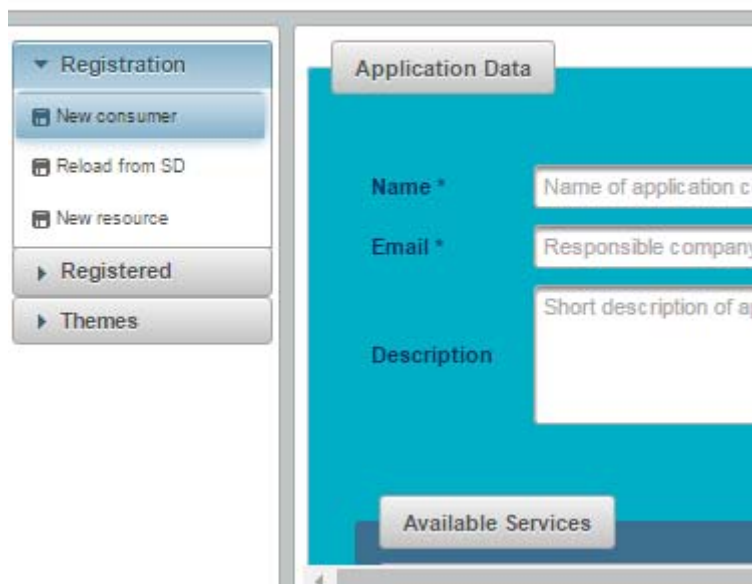 Registration
New consumer
Reload from SD
New resource
Registered
Themes
Application Data
Name *
Name of application
Email *
Responsible company
Short description of
Description
Available Services